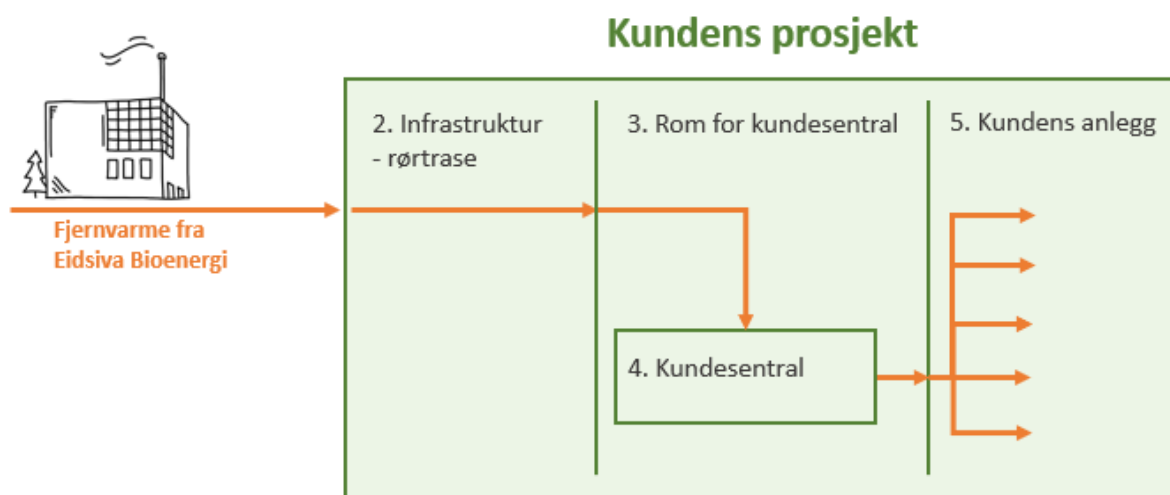 Kundens prosjekt
2. Infrastruktur
- rørtrase
3. Rom for kundesentral
5. Kundens anlegg
Fjernvarme fra
Eidsiva Bioenergi
4. Kundesentral